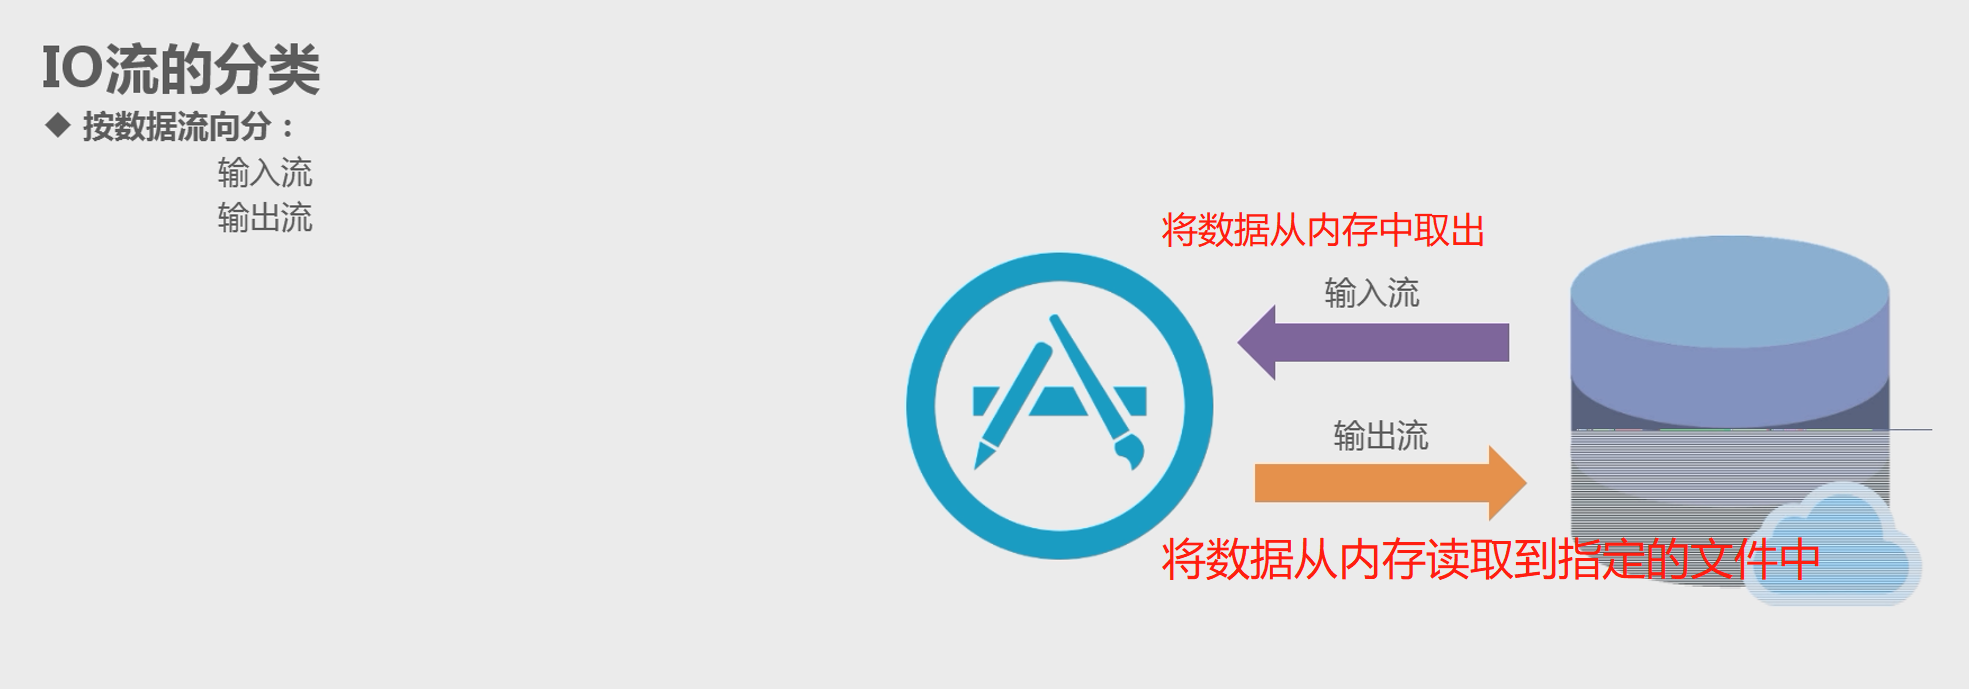 IO流的分类
◆ 按数据流向分：
输入流
输出流
将数据从内存中取出
输入流
输出流
将数据从内存读取到指定的文件中